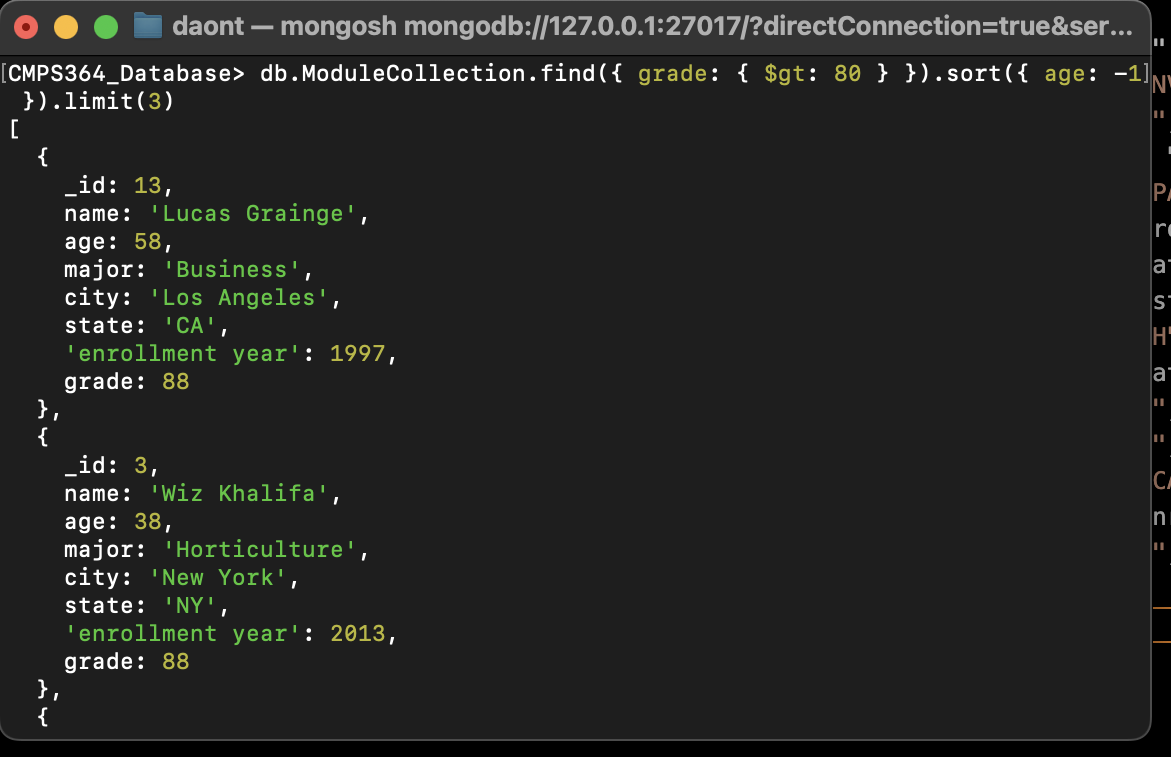 daont — mongosh mongodb://127.0.0.1:27017/?directConnection=true&ser...
[CMPS364_Database> db.ModuleCollection.find({ grade: { $gt: 80 } }).sort({ age: -1]
 }).limit(3)
[
  {
    _id: 13,
    name: 'Lucas Grainge',
    age: 58,
    major: 'Business',
    city: 'Los Angeles',
    state: 'CA',
    'enrollment year': 1997,
    grade: 88
  },
  {
    _id: 3,
    name: 'Wiz Khalifa',
    age: 38,
    major: 'Horticulture',
    city: 'New York',
    state: 'NY',
    'enrollment year': 2013,
    grade: 88
  },
  {